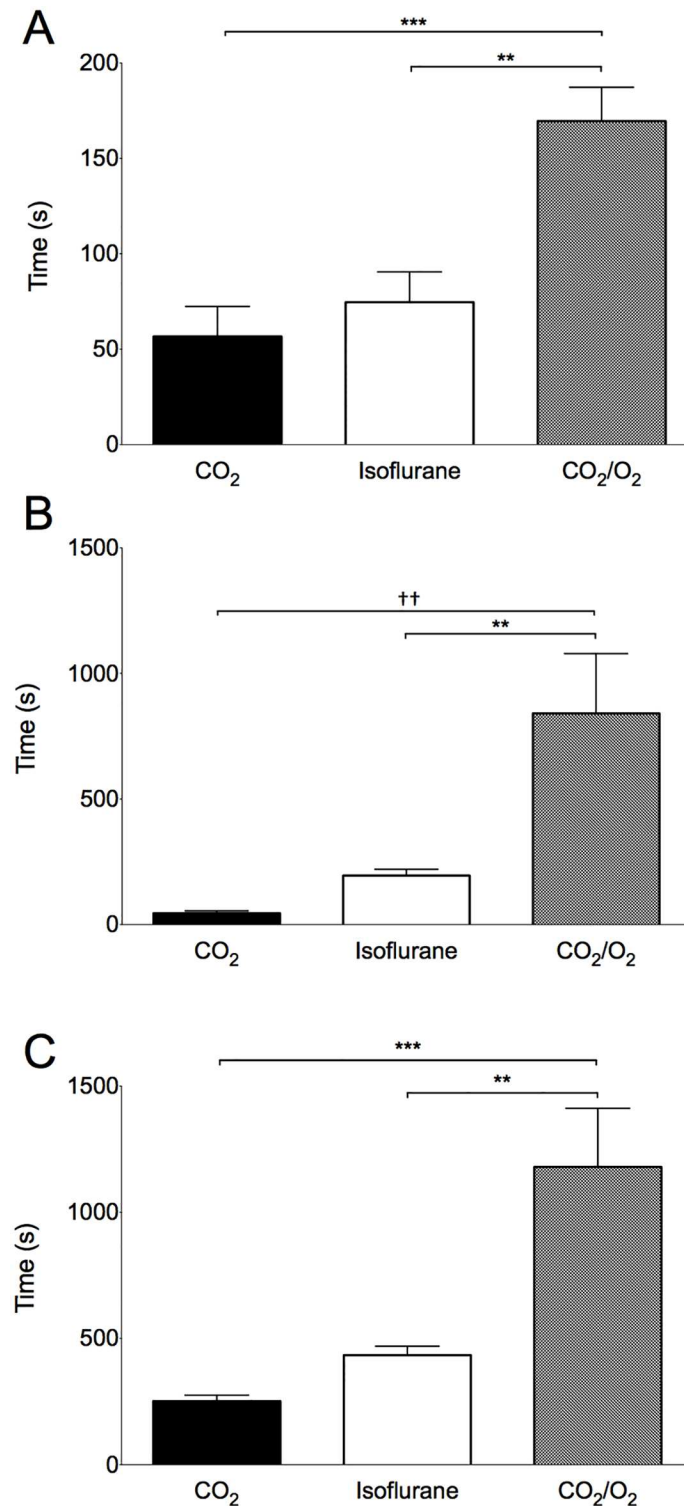 A
***
**
200
150
100
50
0
Time (s)
CO₂ Isoflurane CO₂/O₂
B
1500
††
**
1000
500
0
Time (s)
CO₂ Isoflurane CO₂/O₂
C
***
1500
**
1000
500
0
Time (s)
CO₂ Isoflurane CO₂/O₂